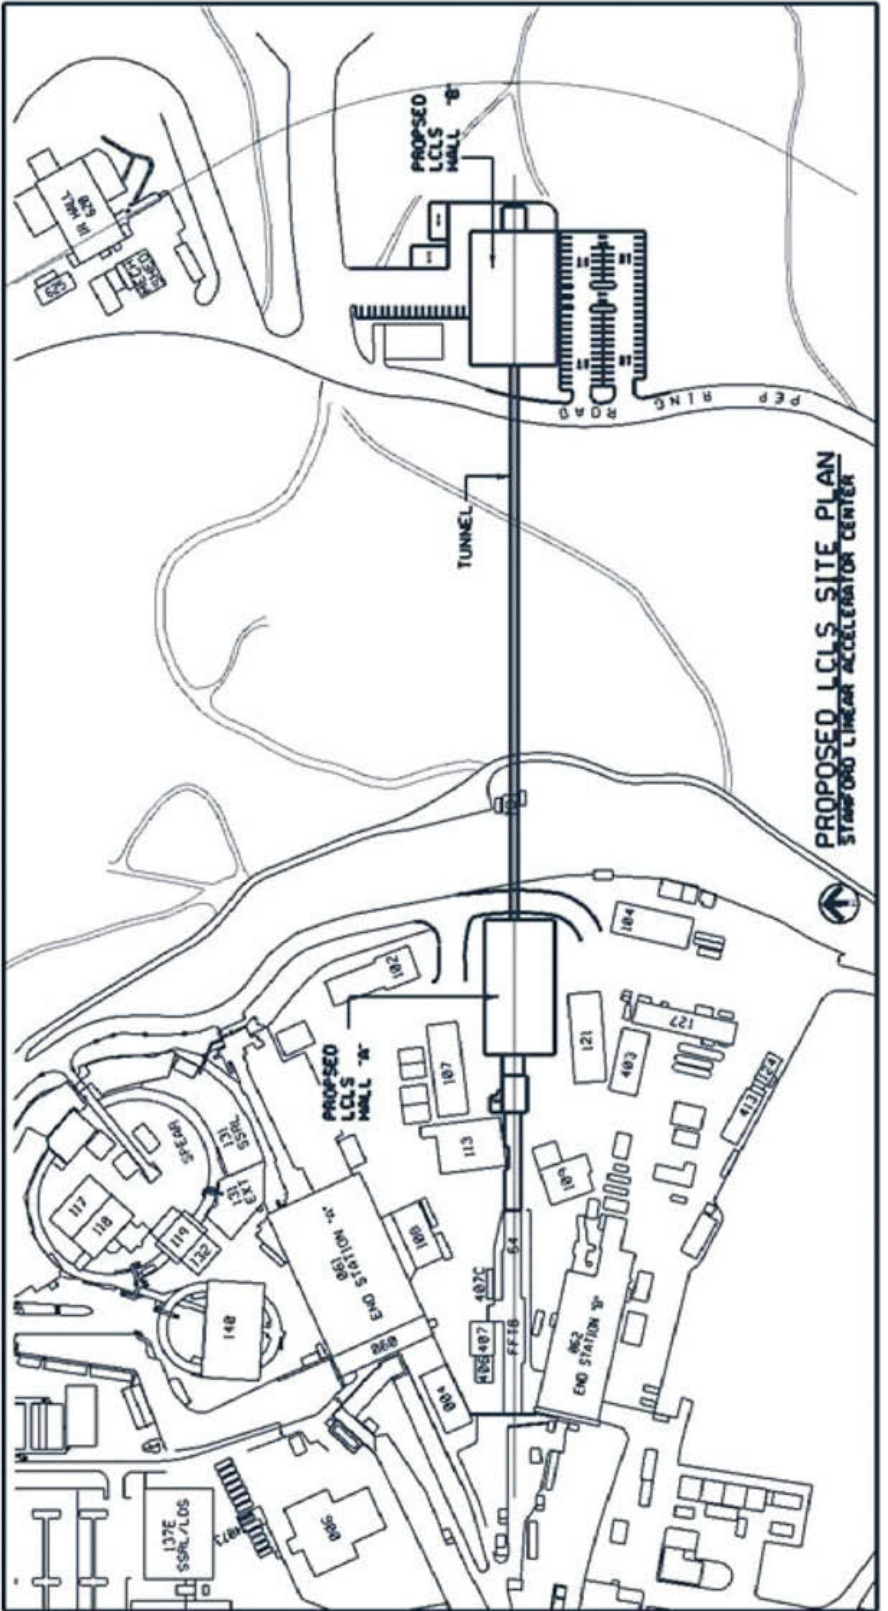 PROPOSED LCLS SITE PLAN
STANFORD LINEAR ACCELERATOR CENTER
PROPSED
LCLS
HALL "B"
PROPSED
LCLS
HALL "A"
TUNNEL
PEP RING ROAD
IR HALL
620
625
SPEAR
131
SSRL
131
EXT
117
118
119
132
140
061
END STATION "A"
060
004
006
137E
SSRL/LOS
102
107
113
108
109
104
121
127
403
413
124
407C
406
407
FFTB
64
062
END STATION "B"